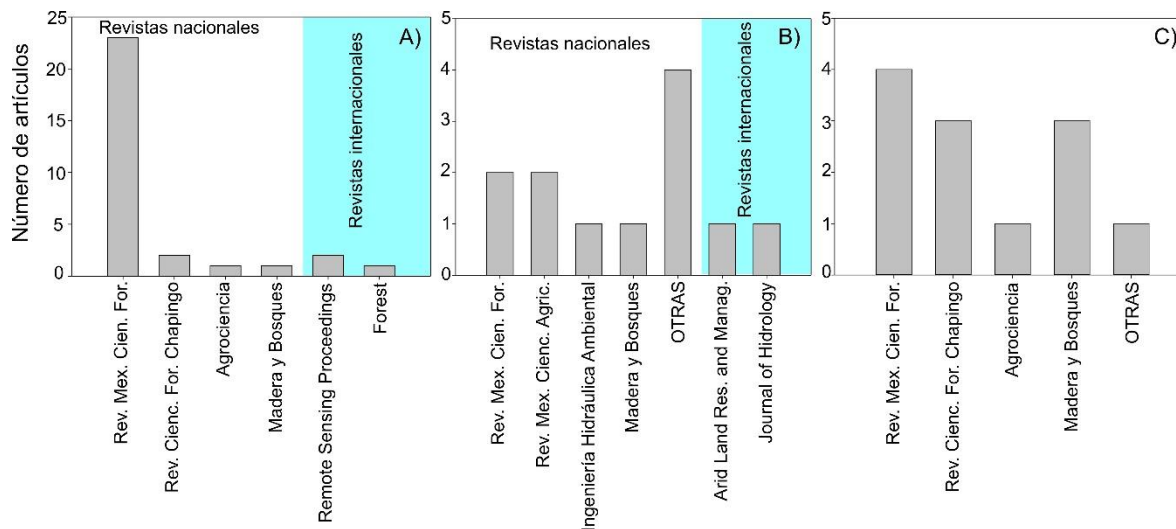 Número de artículos
25
20
15
10
5
0
Revistas nacionales
A)
Revistas internacionales
Rev. Mex. Cien. For.
Rev. Cienc. For. Chapingo
Agrociencia
Madera y Bosques
Remote Sensing Proceedings
Forest
5
4
3
2
1
0
Revistas nacionales
B)
Revistas internacionales
Rev. Mex. Cien. For.
Rev. Mex. Cienc. Agric.
Ingeniería Hidráulica Ambiental
Madera y Bosques
OTRAS
Arid Land Res. and Manag.
Journal of Hidrology
5
4
3
2
1
0
C)
Rev. Mex. Cien. For.
Rev. Cienc. For. Chapingo
Agrociencia
Madera y Bosques
OTRAS